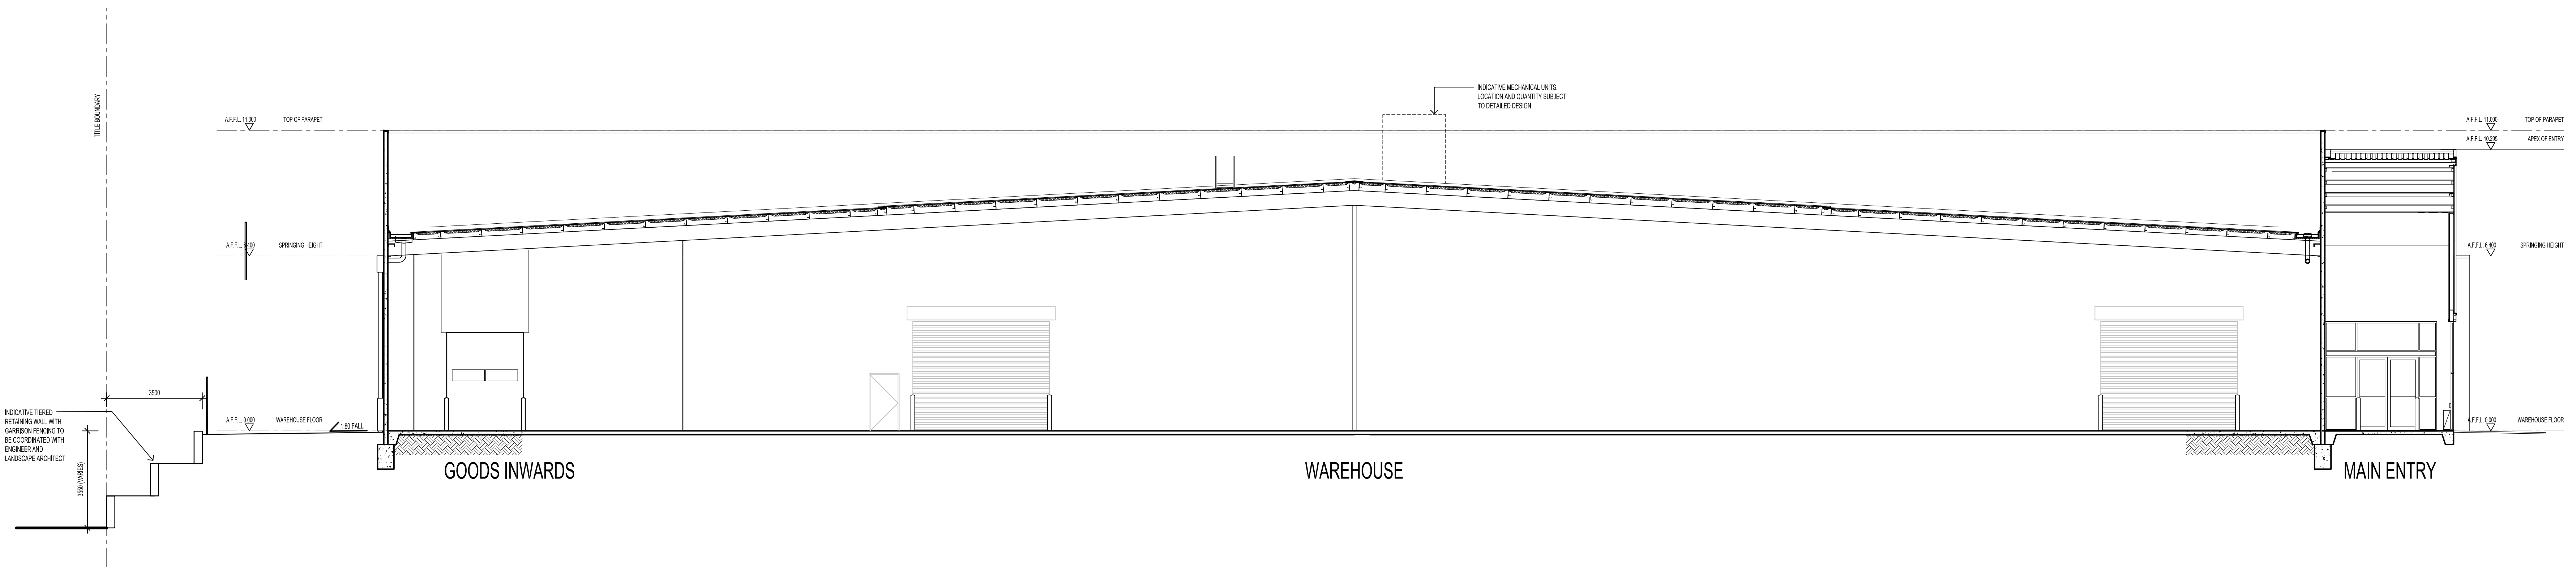 TITLE BOUNDARY
INDICATIVE MECHANICAL UNITS.
LOCATION AND QUANTITY SUBJECT
TO DETAILED DESIGN.
A.F.F.L. 11.000 TOP OF PARAPET
A.F.F.L. 11.000 TOP OF PARAPET
A.F.F.L. 10.295 APEX OF ENTRY
A.F.F.L. 6.400 SPRINGING HEIGHT
A.F.F.L. 6.400 SPRINGING HEIGHT
3500
INDICATIVE TIERED
RETAINING WALL WITH
GARRISON FENCING TO
BE COORDINATED WITH
ENGINEER AND
LANDSCAPE ARCHITECT
3550 (VARIES)
A.F.F.L. 0.000 WAREHOUSE FLOOR
1:60 FALL
A.F.F.L. 0.000 WAREHOUSE FLOOR
GOODS INWARDS
WAREHOUSE
MAIN ENTRY